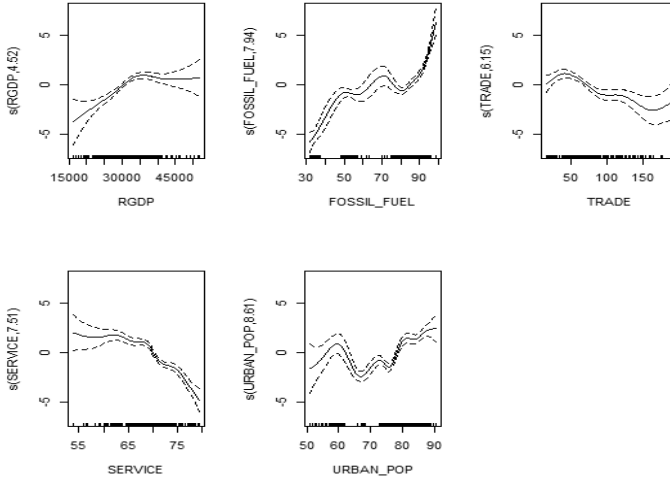 s(RGDP,4.52)
5
0
-5
15000 30000 45000
RGDP
s(FOSSIL_FUEL,7.94)
5
0
-5
30 50 70 90
FOSSIL_FUEL
s(TRADE,6.15)
5
0
-5
50 100 150
TRADE
s(SERVICE,7.51)
5
0
-5
55 65 75
SERVICE
s(URBAN_POP,8.61)
5
0
-5
50 60 70 80 90
URBAN_POP